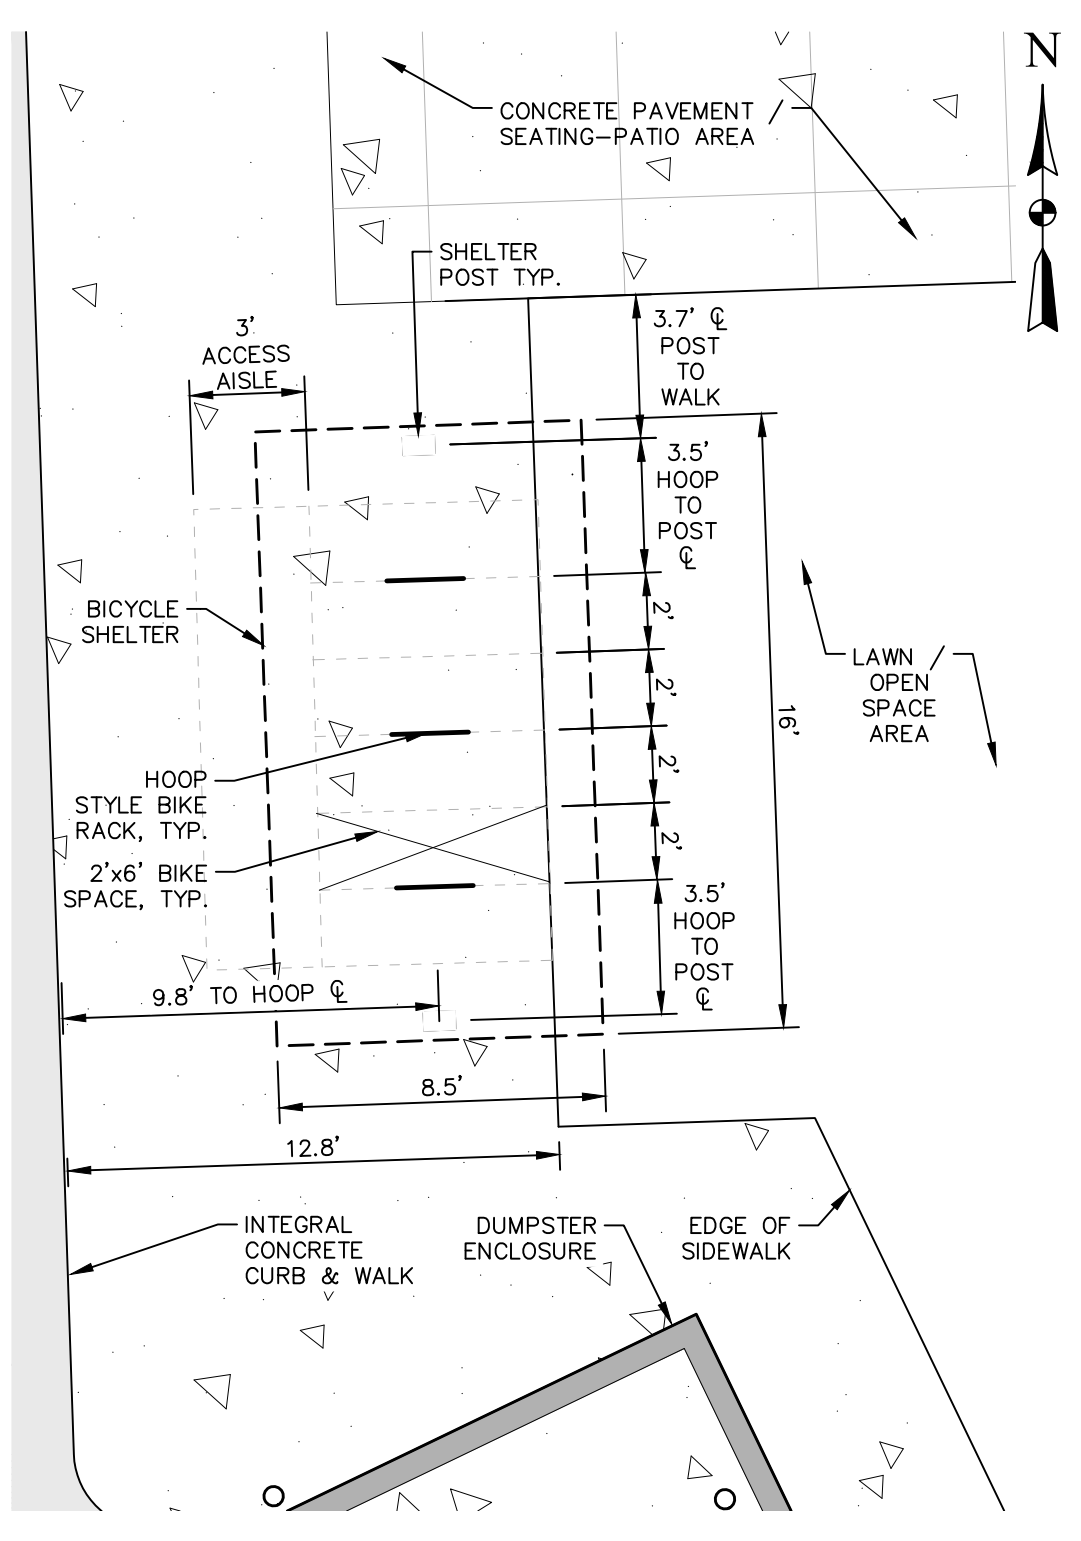 N
CONCRETE PAVEMENT /
SEATING-PATIO AREA
SHELTER
POST TYP.
3'
ACCESS
AISLE
3.7' ℄
POST
TO
WALK
3.5'
HOOP
TO
POST
℄
BICYCLE
SHELTER
2'
2'
2'
2'
16'
LAWN /
OPEN
SPACE
AREA
HOOP
STYLE BIKE
RACK, TYP.
2'x6' BIKE
SPACE, TYP.
3.5'
HOOP
TO
POST
℄
9.8' TO HOOP ℄
8.5'
12.8'
INTEGRAL
CONCRETE
CURB & WALK
DUMPSTER
ENCLOSURE
EDGE OF
SIDEWALK